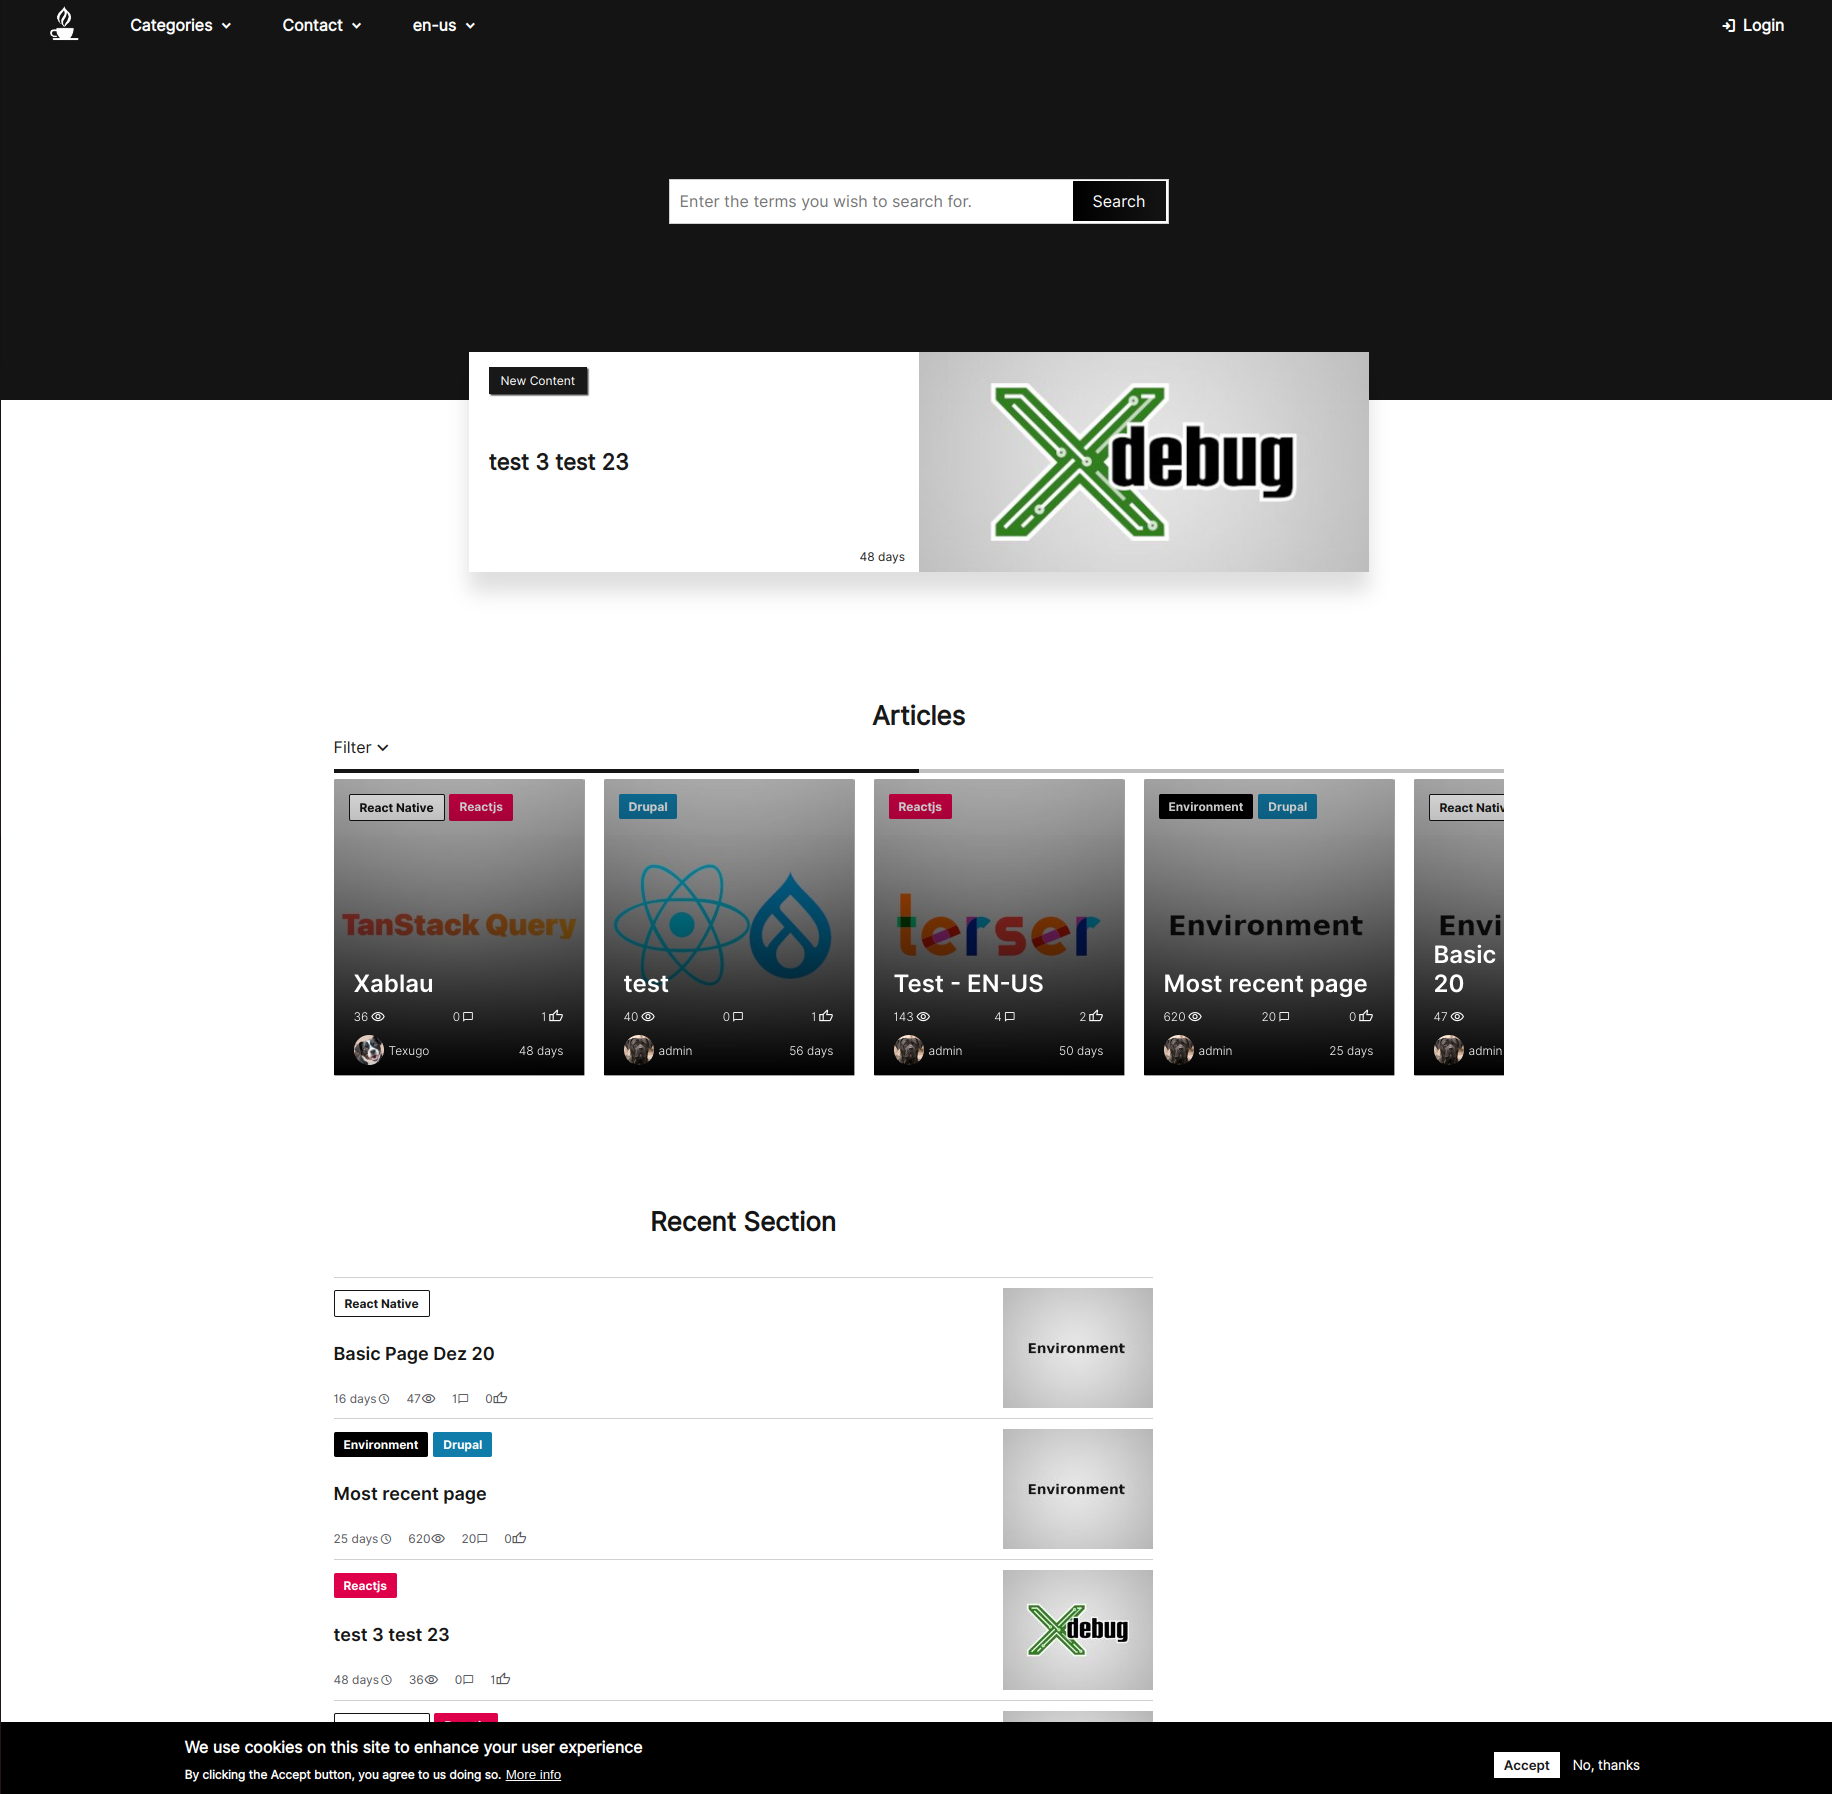 Categories
Contact
en-us
Login
Enter the terms you wish to search for.
Search
New Content
test 3 test 23
48 days
Xdebug
Articles
Filter
React Native Reactjs
TanStack Query
Xablau
36 0 1
Texugo 48 days
Drupal
test
40 0 1
admin 56 days
Reactjs
terser
Test - EN-US
143 4 2
admin 50 days
Environment Drupal
Environment
Most recent page
620 20 0
admin 25 days
React Nativ
Envi
Basic
20
47
admin
Recent Section
React Native
Basic Page Dez 20
16 days 47 1 0
Environment
Environment Drupal
Most recent page
25 days 620 20 0
Environment
Reactjs
test 3 test 23
48 days 36 0 1
Xdebug
We use cookies on this site to enhance your user experience
By clicking the Accept button, you agree to us doing so. More info
Accept
No, thanks